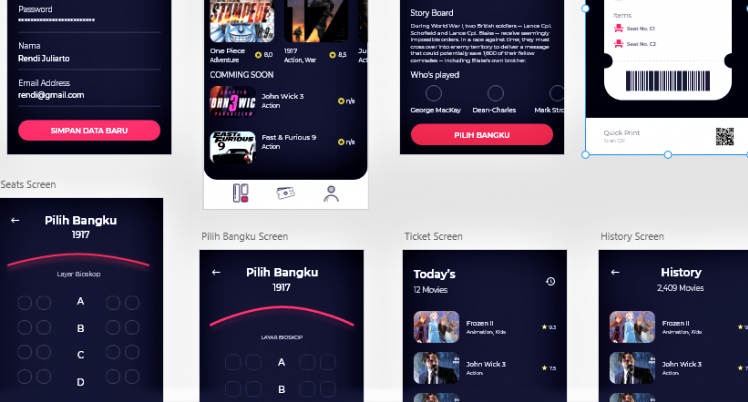 Password
********************
Nama
Rendi Juliarto
Email Address
rendi@gmail.com
SIMPAN DATA BARU
STAMPEDE
One Piece
Adventure
8,0
1917
Action, War
8,5
Ju
Ac
COMMING SOON
John Wick 3
Action
n/a
Fast & Furious 9
Action
n/a
Story Board
During World War I, two British soldiers — Lance Cpl.
Schofield and Lance Cpl. Blake — receive seemingly
impossible orders. In a race against time, they must
cross over into enemy territory to deliver a message
that could potentially save 1,600 of their fellow
comrades — including Blake's own brother.
Who's played
George MacKay
Dean-Charles
Mark Stro
PILIH BANGKU
Items
Seat No. C1
Seat No. C2
Quick Print
Scan QR
Seats Screen
Pilih Bangku
1917
Layar Bioskop
A
B
C
D
Pilih Bangku Screen
Pilih Bangku
1917
LAYAR BIOSKOP
A
B
Ticket Screen
Today's
12 Movies
Frozen II
Animation, Kids
9.3
John Wick 3
Action
7.5
History Screen
History
2,409 Movies
Frozen II
Animation, Kids
9.
John Wick 3
Action
7.